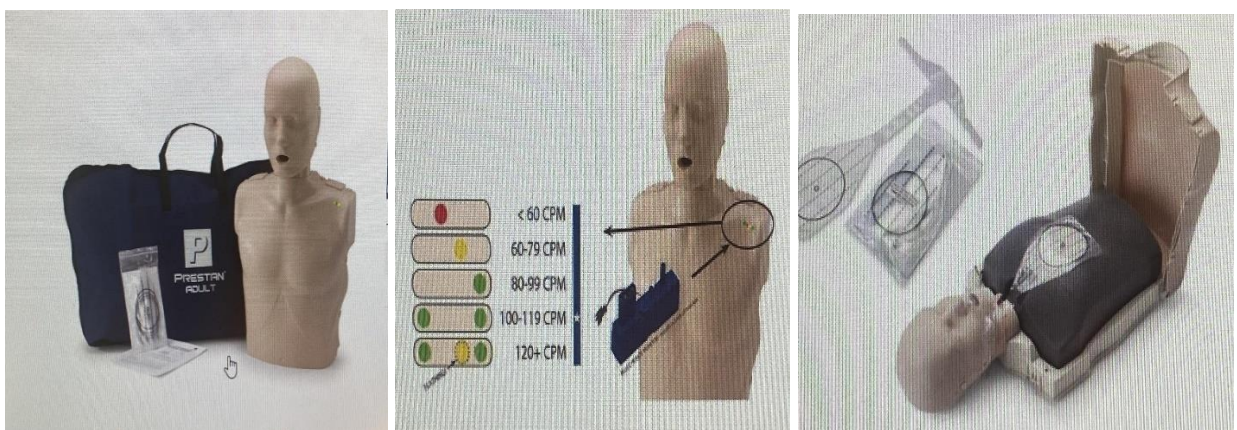 P
PRESTAN
ADULT
< 60 CPM
60-79 CPM
80-99 CPM
100-119 CPM
120+ CPM